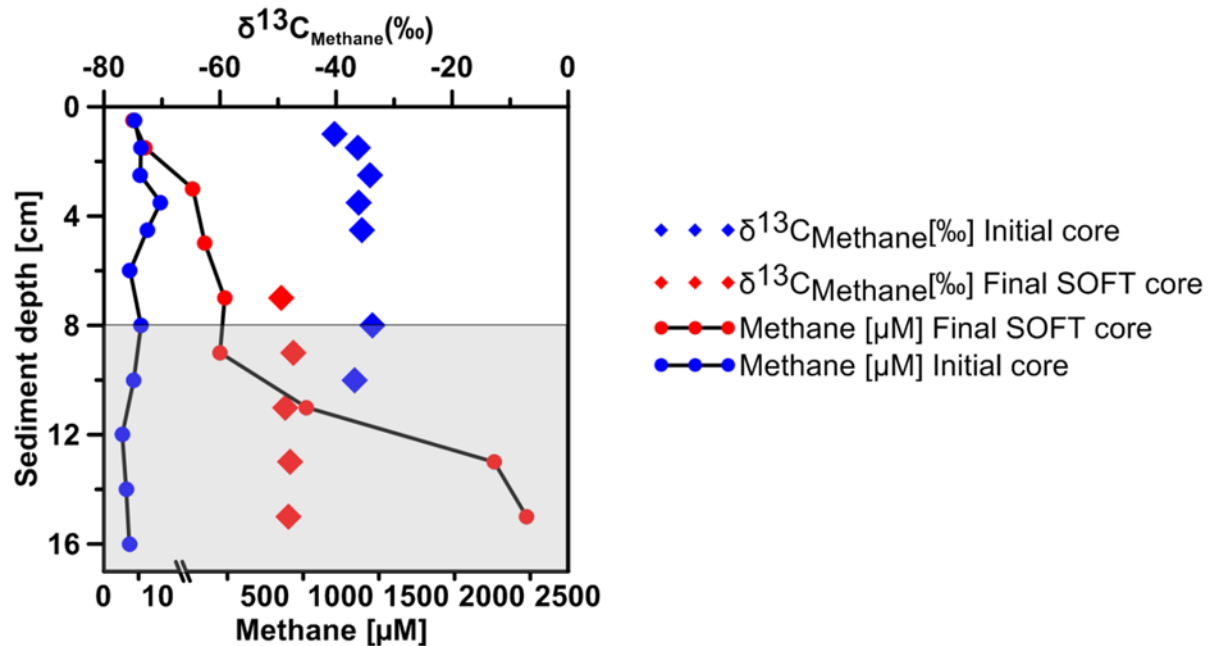 δ13CMethane(‰)
-80 -60 -40 -20 0
0
4
8
12
16
Sediment depth [cm]
0 10 500 1000 1500 2000 2500
Methane [µM]
δ13CMethane[‰] Initial core
δ13CMethane[‰] Final SOFT core
Methane [µM] Final SOFT core
Methane [µM] Initial core